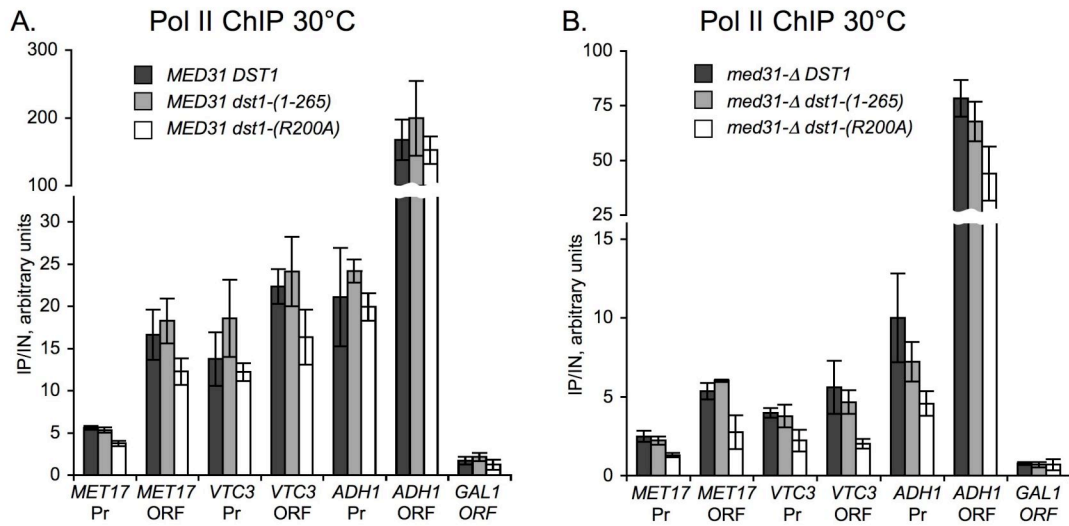 A. Pol II ChIP 30°C
IP/IN, arbitrary units
300
200
100
30
25
20
15
10
5
0
MED31 DST1
MED31 dst1-(1-265)
MED31 dst1-(R200A)
MET17 MET17 VTC3 VTC3 ADH1 ADH1 GAL1
Pr ORF Pr ORF Pr ORF ORF
B. Pol II ChIP 30°C
IP/IN, arbitrary units
100
75
50
25
15
10
5
0
med31-Δ DST1
med31-Δ dst1-(1-265)
med31-Δ dst1-(R200A)
MET17 MET17 VTC3 VTC3 ADH1 ADH1 GAL1
Pr ORF Pr ORF Pr ORF ORF